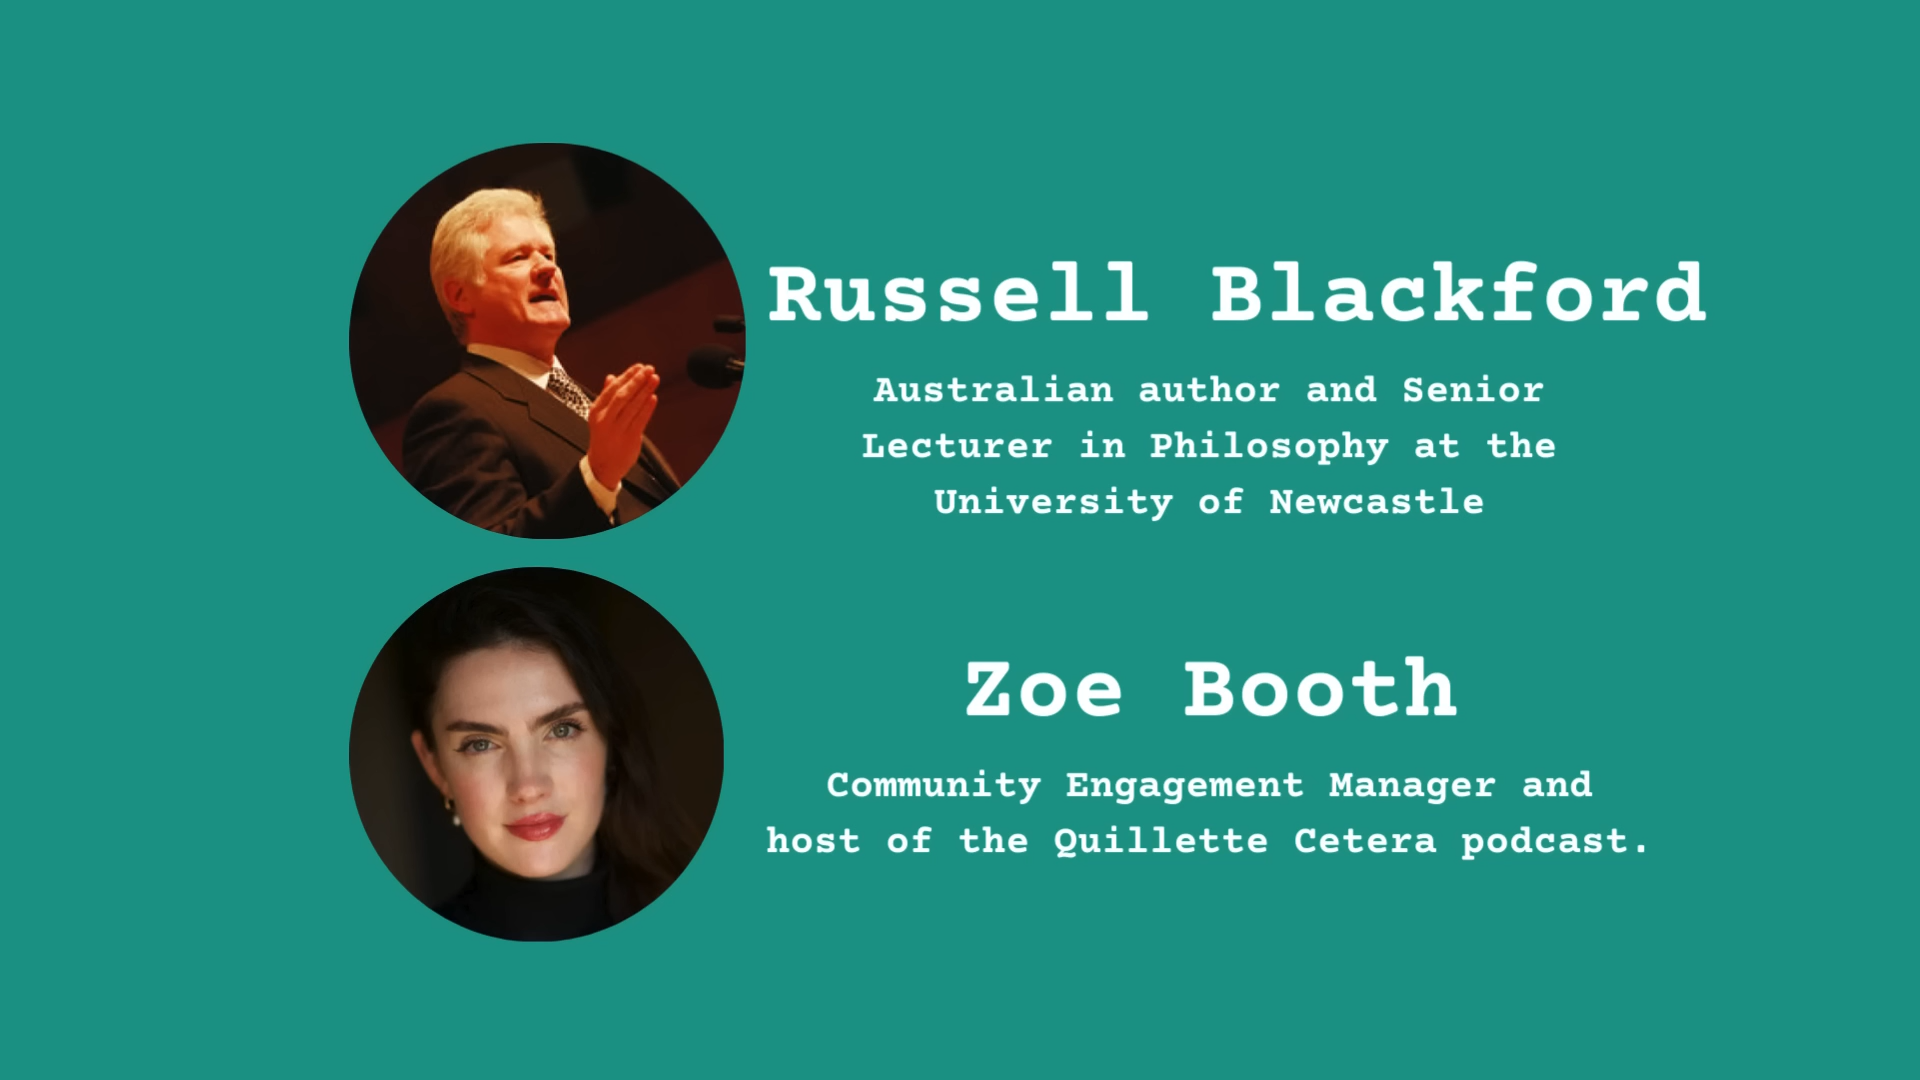 Russell Blackford
Australian author and Senior
Lecturer in Philosophy at the
University of Newcastle
Zoe Booth
Community Engagement Manager and
host of the Quillette Cetera podcast.